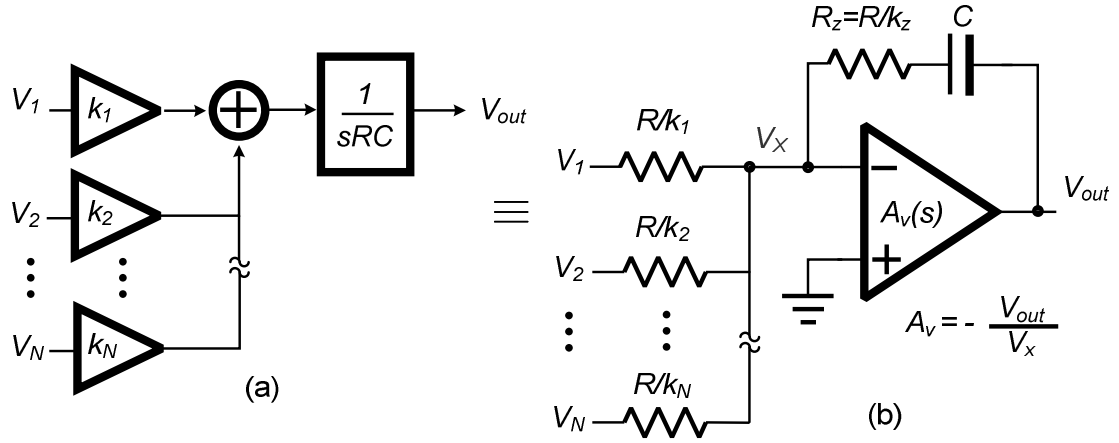 V1
k1
1
sRC
Vout
V2
k2
VN
kN
(a)
≡
Rz=R/kz
C
R/k1
VX
V1
R/k2
V2
Av(s)
Vout
Av = - Vout
Vx
R/kN
VN
(b)